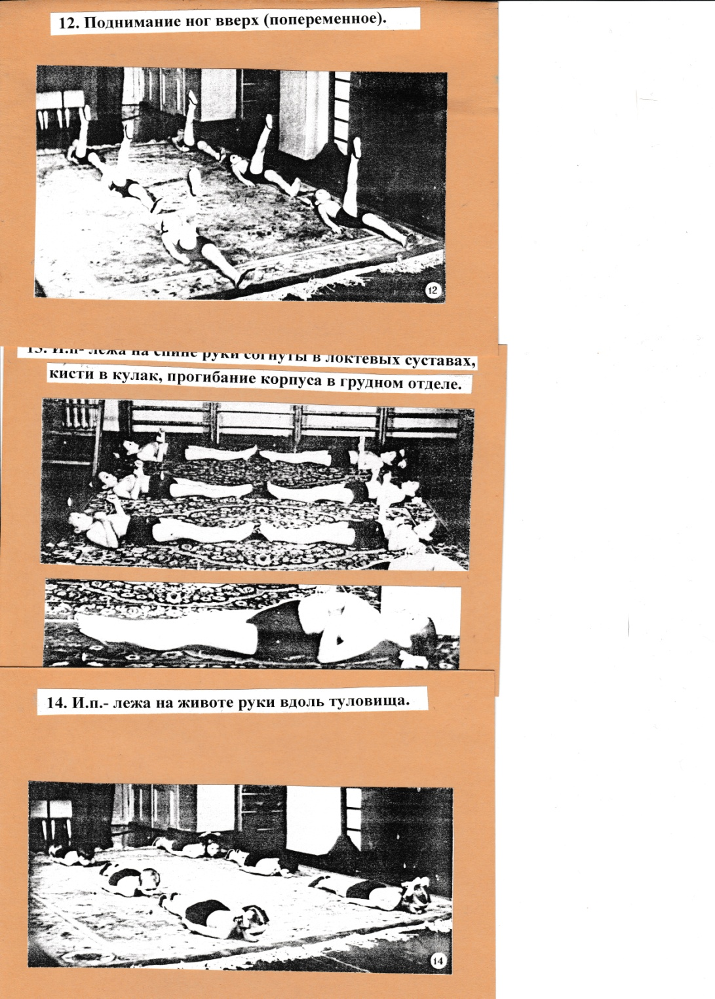 12. Поднимание ног вверх (попеременное).
12
13. И.п- лежа на спине руки согнуты в локтевых суставах,
кисти в кулак, прогибание корпуса в грудном отделе.
14. И.п.- лежа на животе руки вдоль туловища.
14